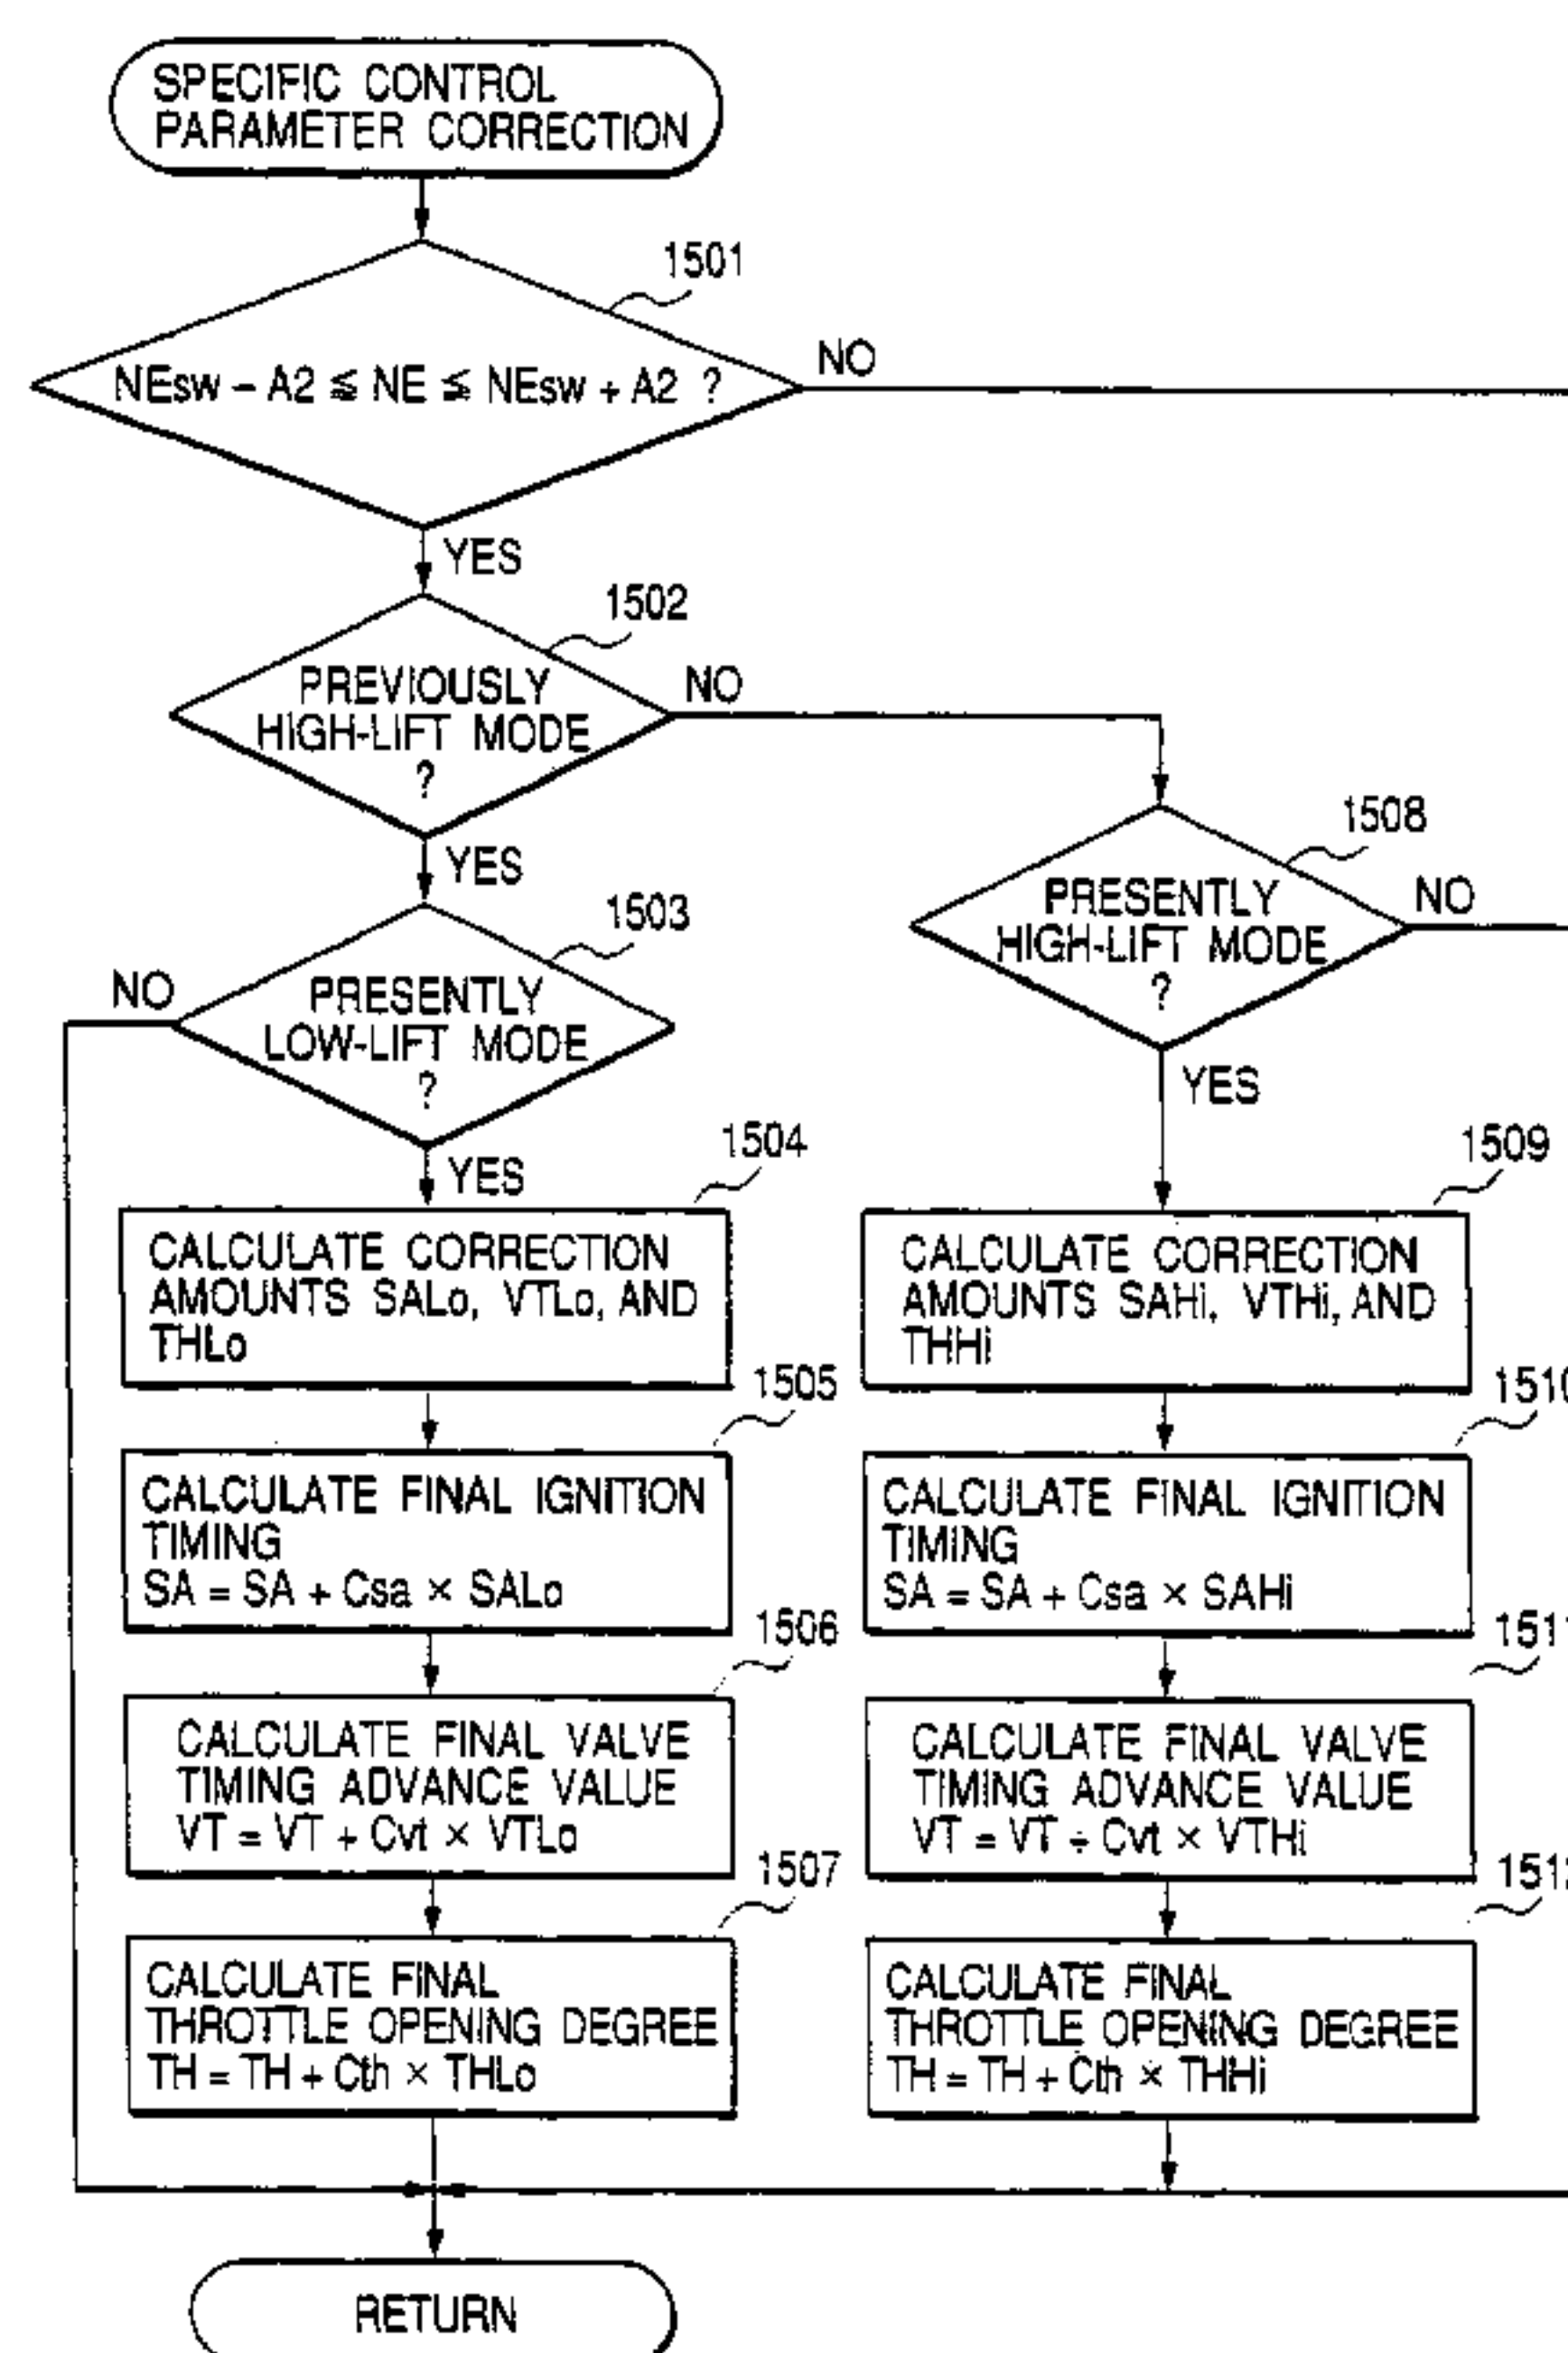 SPECIFIC CONTROL
PARAMETER CORRECTION
1501
NEsw – A2 ≦ NE ≦ NEsw + A2 ?
NO
YES
1502
PREVIOUSLY
HIGH-LIFT MODE
?
NO
YES
1508
PRESENTLY
HIGH-LIFT MODE
?
NO
YES
1503
NO
PRESENTLY
LOW-LIFT MODE
?
YES
1504
CALCULATE CORRECTION
AMOUNTS SALo, VTLo, AND
THLo
1505
CALCULATE FINAL IGNITION
TIMING
SA = SA + Csa × SALo
1506
CALCULATE FINAL VALVE
TIMING ADVANCE VALUE
VT = VT + Cvt × VTLo
1507
CALCULATE FINAL
THROTTLE OPENING DEGREE
TH = TH + Cth × THLo
1509
CALCULATE CORRECTION
AMOUNTS SAHi, VTHi, AND
THHi
1510
CALCULATE FINAL IGNITION
TIMING
SA = SA + Csa × SAHi
1511
CALCULATE FINAL VALVE
TIMING ADVANCE VALUE
VT = VT + Cvt × VTHi
1512
CALCULATE FINAL
THROTTLE OPENING DEGREE
TH = TH + Cth × THHi
RETURN